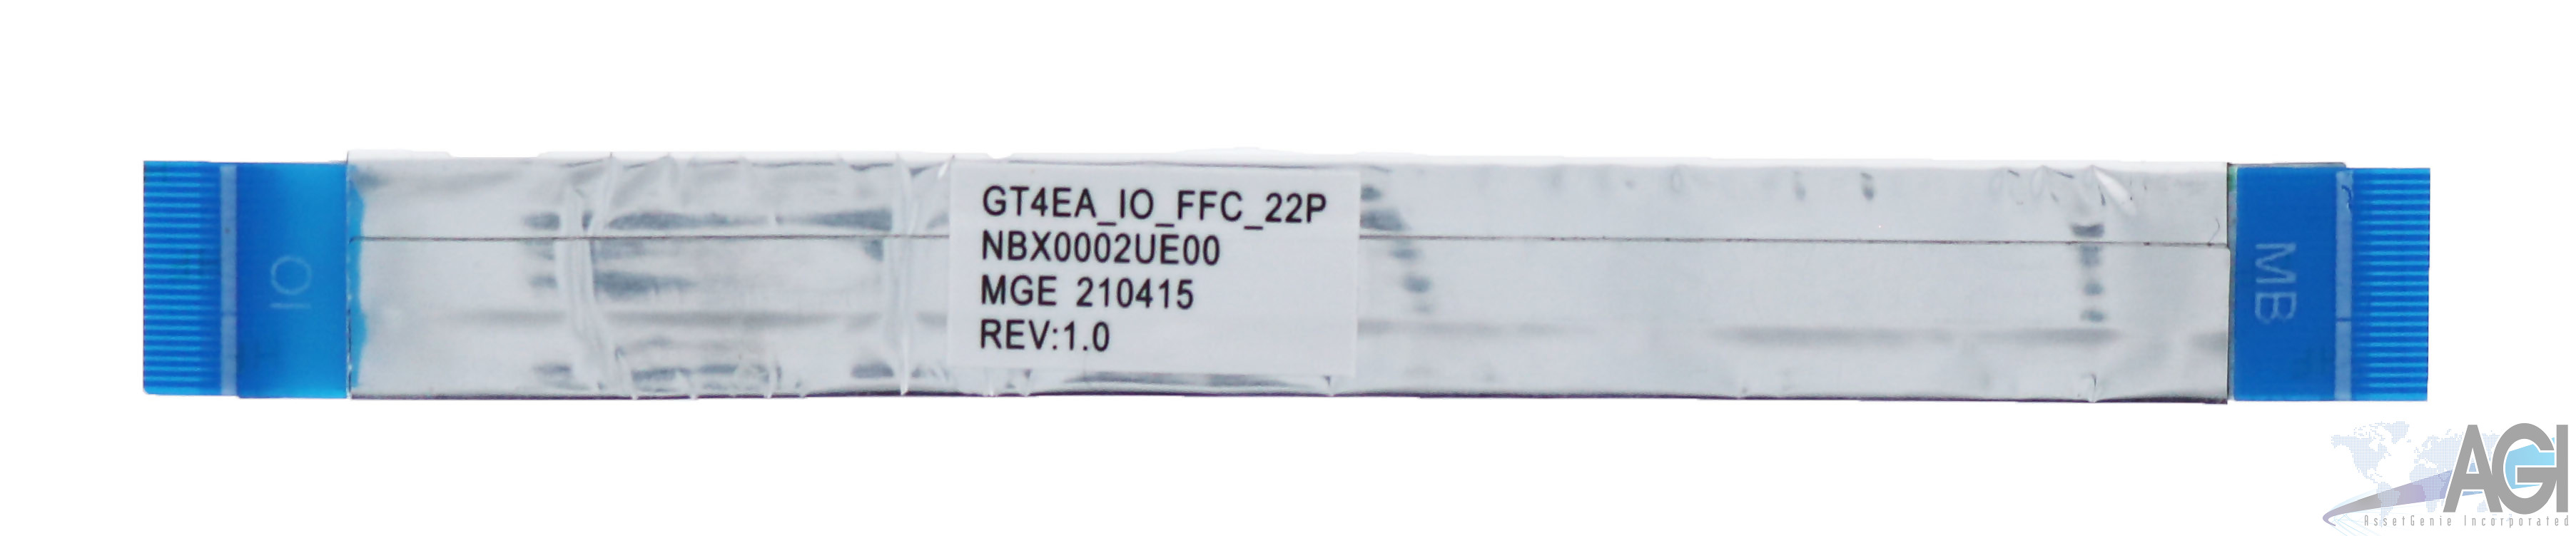 IO
GT4EA_IO_FFC_22P
NBX0002UE00
MGE 210415
REV:1.0
MB
AGI
AssetGenie Incorporated